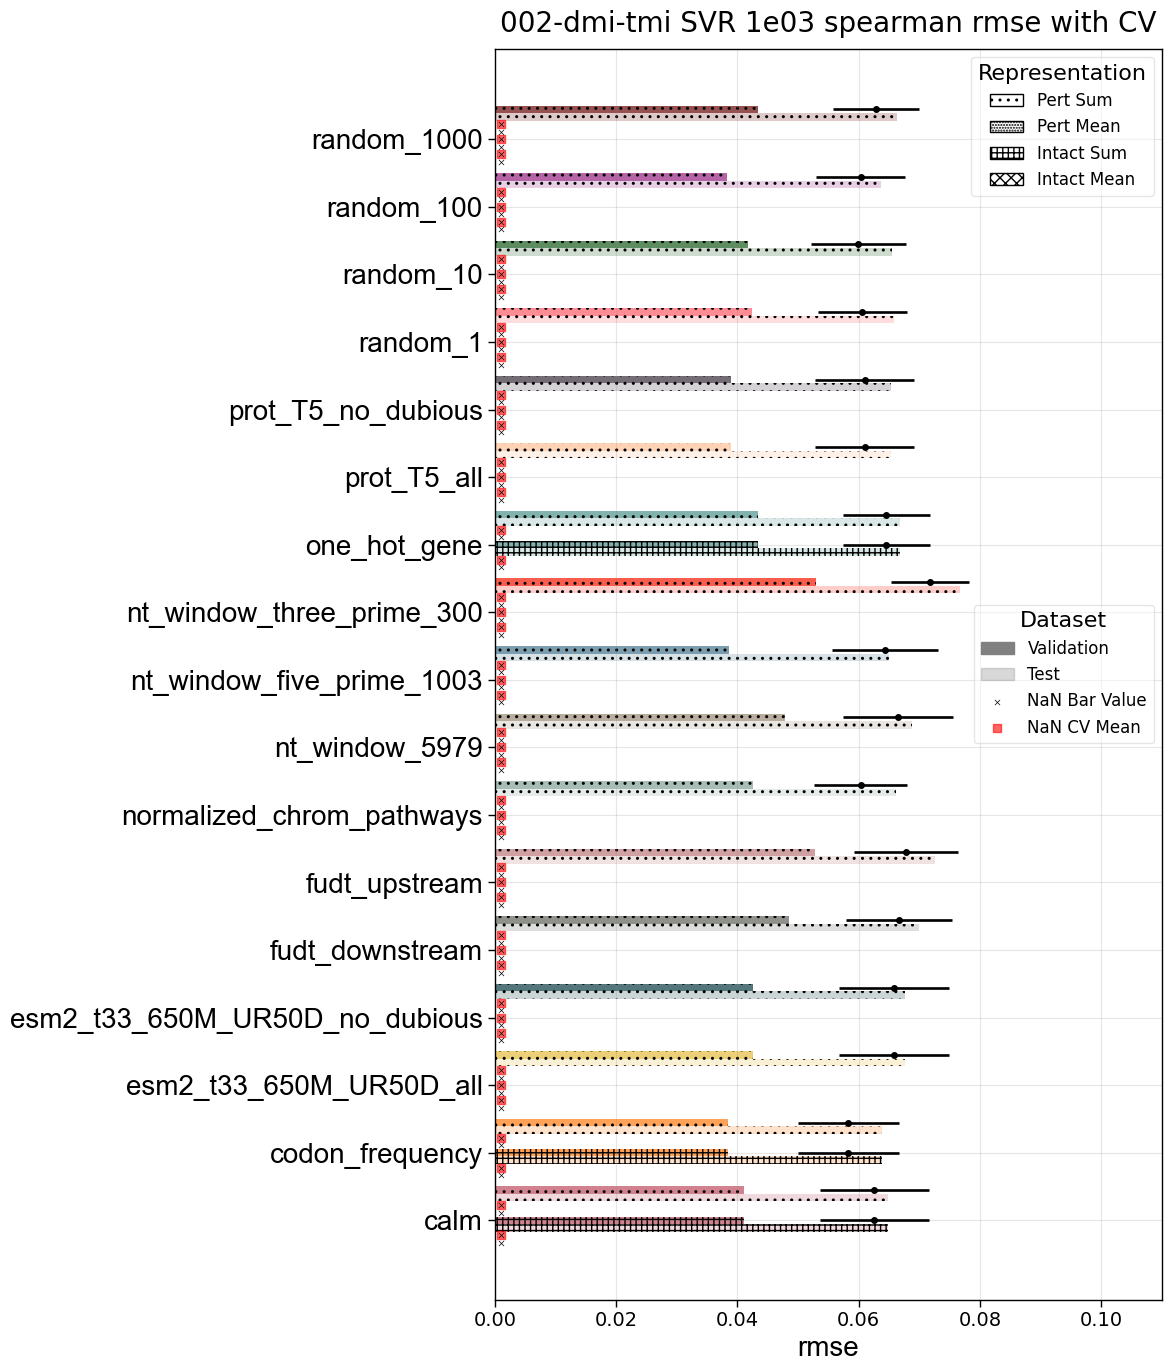 002-dmi-tmi SVR 1e03 spearman rmse with CV
Representation
Pert Sum
Pert Mean
Intact Sum
Intact Mean
random_1000
random_100
random_10
random_1
prot_T5_no_dubious
prot_T5_all
one_hot_gene
nt_window_three_prime_300
nt_window_five_prime_1003
nt_window_5979
normalized_chrom_pathways
fudt_upstream
fudt_downstream
esm2_t33_650M_UR50D_no_dubious
esm2_t33_650M_UR50D_all
codon_frequency
calm
Dataset
Validation
Test
NaN Bar Value
NaN CV Mean
0.00 0.02 0.04 0.06 0.08 0.10
rmse